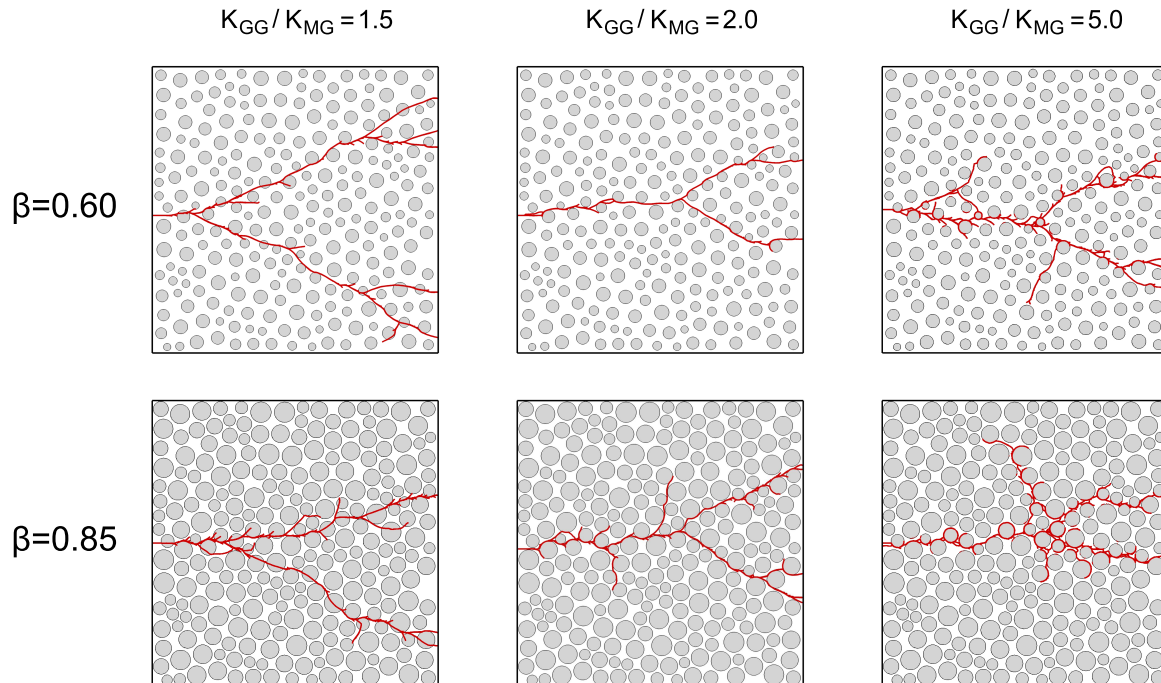 K_GG / K_MG = 1.5
K_GG / K_MG = 2.0
K_GG / K_MG = 5.0
β=0.60
β=0.85